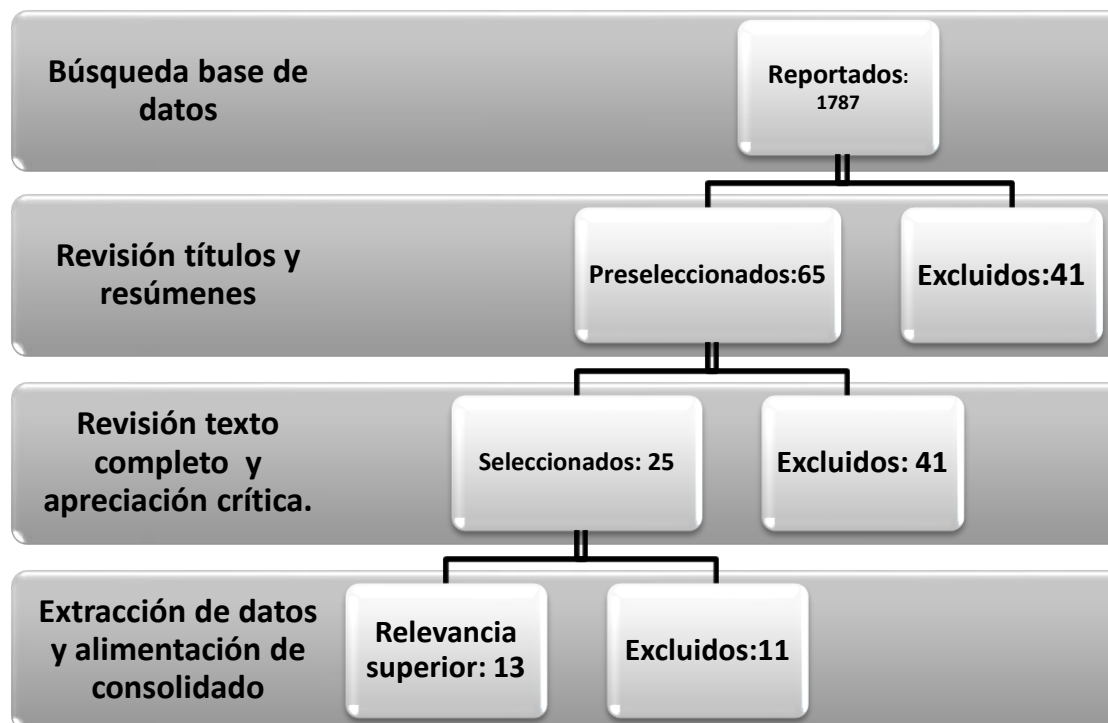 Búsqueda base de
datos
Reportados:
1787
Revisión títulos y
resúmenes
Preseleccionados:65
Excluidos:41
Revisión texto
completo y
apreciación crítica.
Seleccionados: 25
Excluidos: 41
Extracción de datos
y alimentación de
consolidado
Relevancia
superior: 13
Excluidos:11